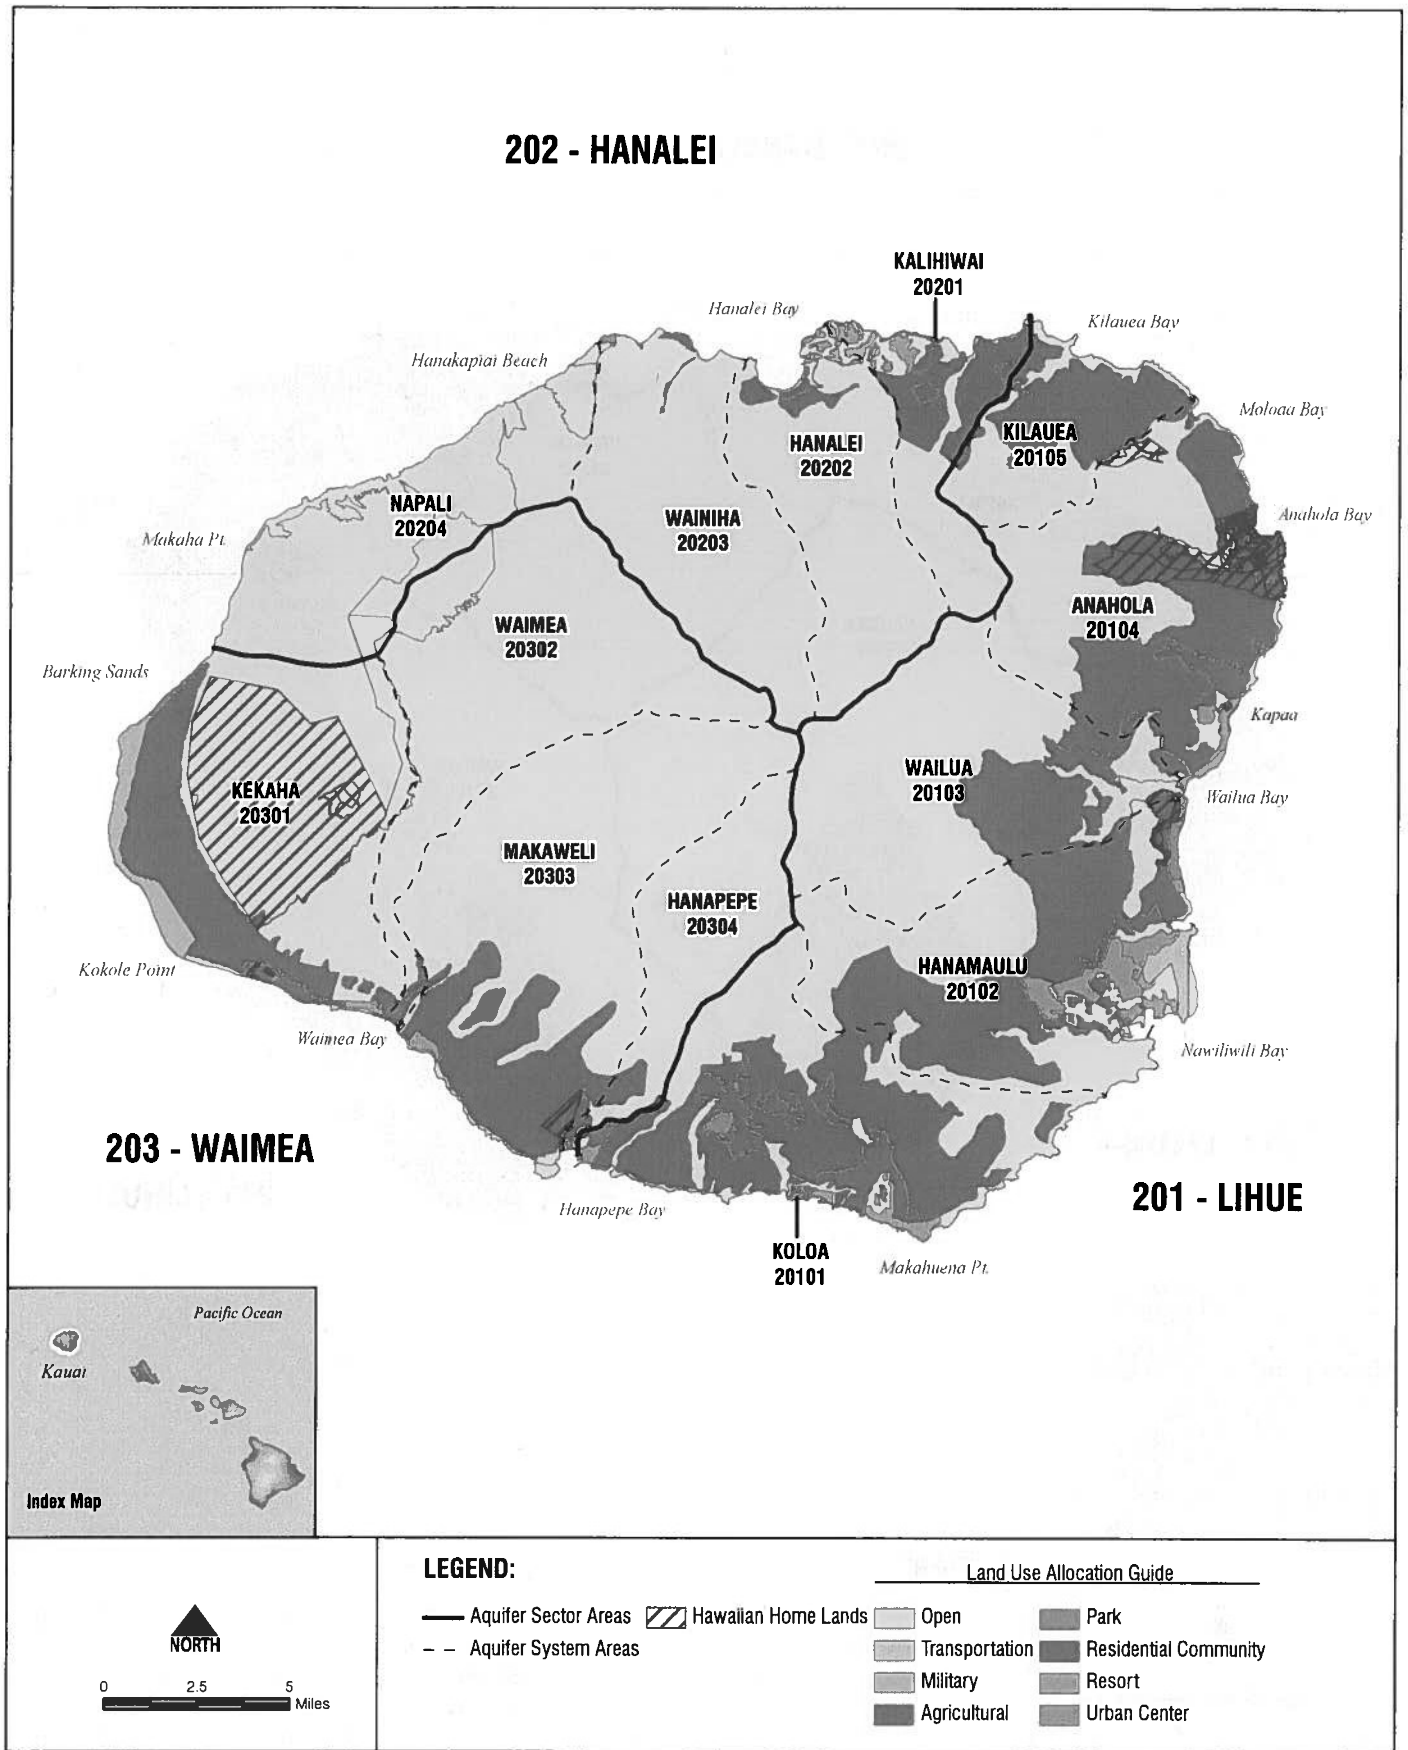 202 - HANALEI
KALIHIWAI
20201
Hanalei Bay
Kilauea Bay
Hanakapiai Beach
Moloaa Bay
KILAUEA
20105
HANALEI
20202
NAPALI
20204
WAINIHA
20203
Anahola Bay
Makaha Pt.
ANAHOLA
20104
WAIMEA
20302
Barking Sands
Kapaa
WAILUA
20103
KEKAHA
20301
Wailua Bay
MAKAWELI
20303
HANAPEPE
20304
HANAMAULU
20102
Kokole Point
Waimea Bay
Nawiliwili Bay
203 - WAIMEA
201 - LIHUE
Hanapepe Bay
KOLOA
20101
Makahuena Pt.
Pacific Ocean
Kauai
Index Map
NORTH
0 2.5 5
Miles
LEGEND:
Aquifer Sector Areas
Aquifer System Areas
Hawaiian Home Lands
Land Use Allocation Guide
Open
Transportation
Military
Agricultural
Park
Residential Community
Resort
Urban Center